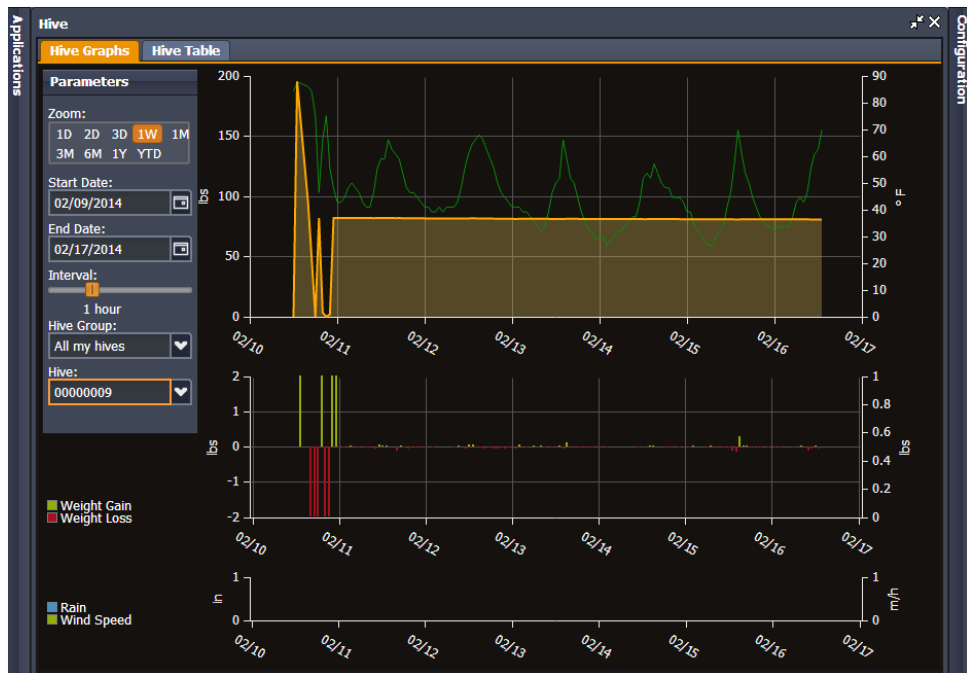 Applications
Hive
Configuration
Hive Graphs Hive Table
Parameters
Zoom:
1D 2D 3D 1W 1M
3M 6M 1Y YTD
Start Date:
02/09/2014
End Date:
02/17/2014
Interval:
1 hour
Hive Group:
All my hives
Hive:
00000009
200
150
100
50
0
lbs
90
80
70
60
50
40
30
20
10
0
°F
02/10 02/11 02/12 02/13 02/14 02/15 02/16 02/17
Weight Gain
Weight Loss
2
1
0
-1
-2
lbs
1
0.8
0.6
0.4
0.2
0
lbs
02/10 02/11 02/12 02/13 02/14 02/15 02/16 02/17
Rain
Wind Speed
1
0
in
1
0
m/h
02/10 02/11 02/12 02/13 02/14 02/15 02/16 02/17